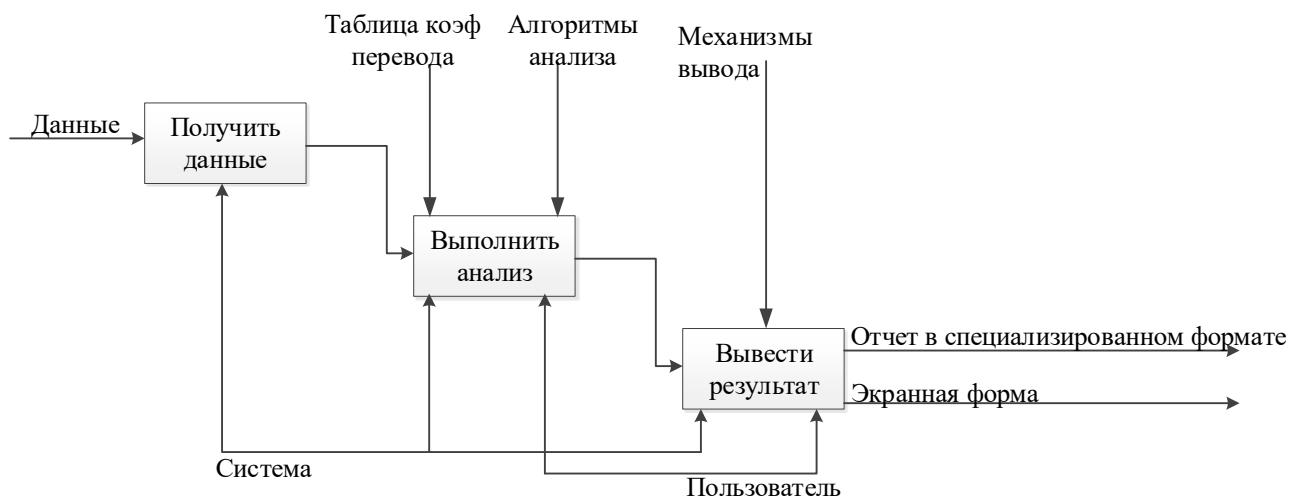 Таблица коэф
перевода
Алгоритмы
анализа
Механизмы
вывода
Данные
Получить
данные
Выполнить
анализ
Вывести
результат
Отчет в специализированном формате
Экранная форма
Система
Пользователь